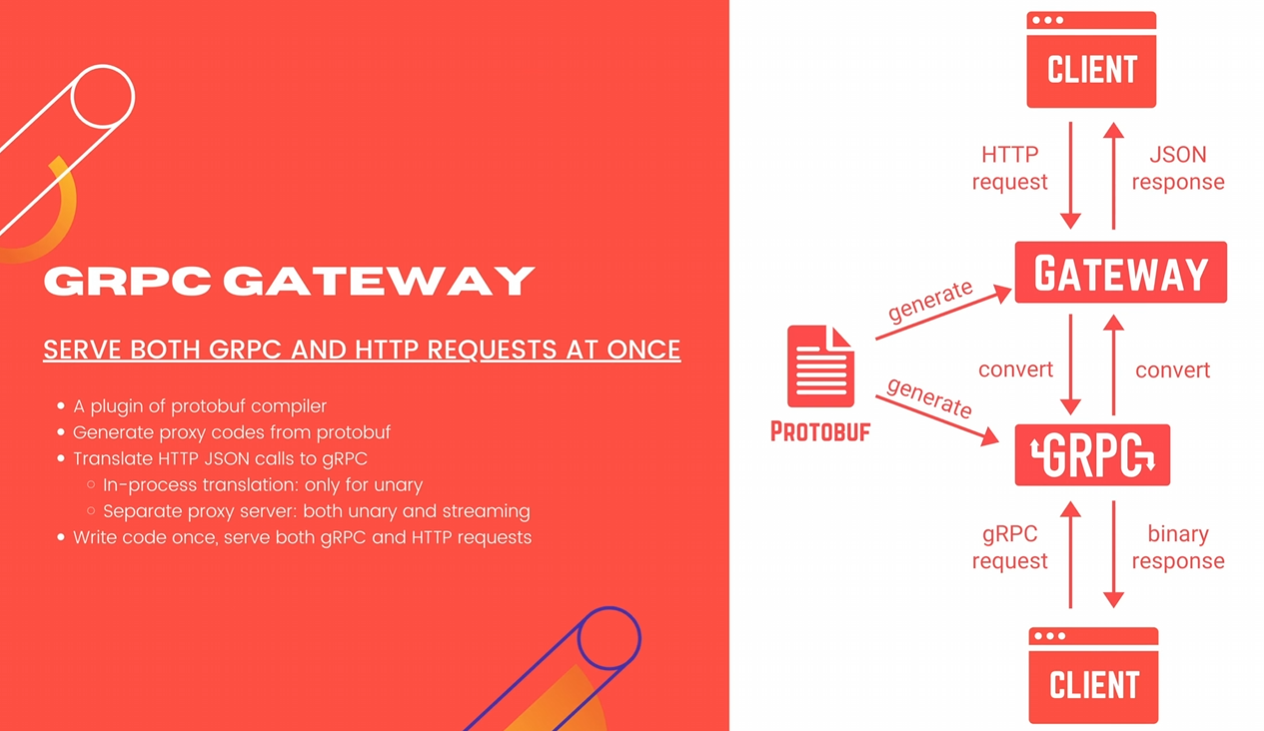 GRPC GATEWAY
SERVE BOTH GRPC AND HTTP REQUESTS AT ONCE
A plugin of protobuf compiler
Generate proxy codes from protobuf
Translate HTTP JSON calls to gRPC
In-process translation: only for unary
Separate proxy server: both unary and streaming
Write code once, serve both gRPC and HTTP requests
CLIENT
HTTP
request
JSON
response
GATEWAY
generate
PROTOBUF
generate
convert
convert
GRPC
gRPC
request
binary
response
CLIENT